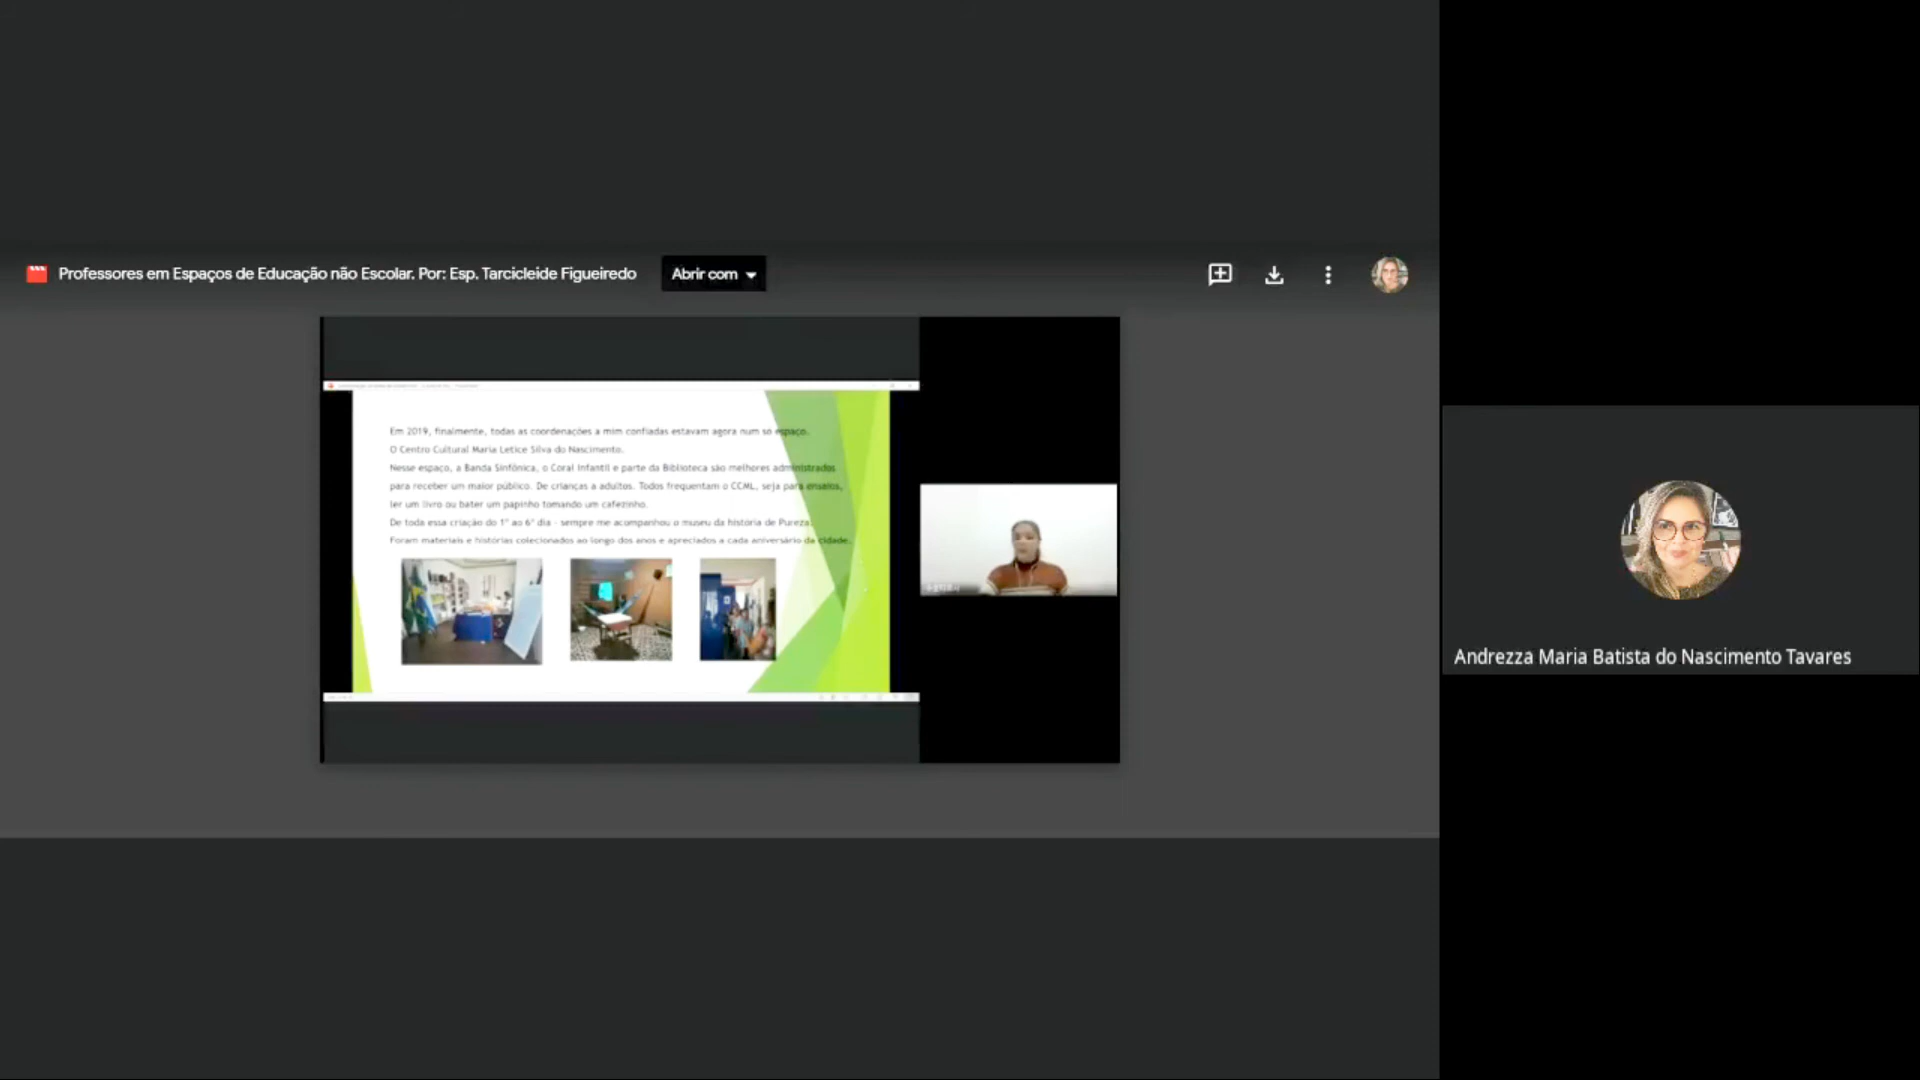 Professores em Espaços de Educação não Escolar. Por: Esp. Tarcicleide Figueiredo
Abrir com
Em 2019, finalmente, todas as coordenações a mim confiadas estavam agora num só espaço.
O Centro Cultural Maria Letice Silva do Nascimento.
Nesse espaço, a Banda Sinfônica, o Coral Infantil e parte da Biblioteca são melhores administrados
para receber um maior público. De crianças a adultos. Todos frequentam o CCML, seja para ensaios,
ler um livro ou bater um papinho tomando um cafezinho.
De toda essa criação do 1º ao 6º dia - sempre me acompanhou o museu da história de Pureza.
Foram materiais e histórias colecionados ao longo dos anos e apreciados a cada aniversário da cidade.
Andrezza Maria Batista do Nascimento Tavares